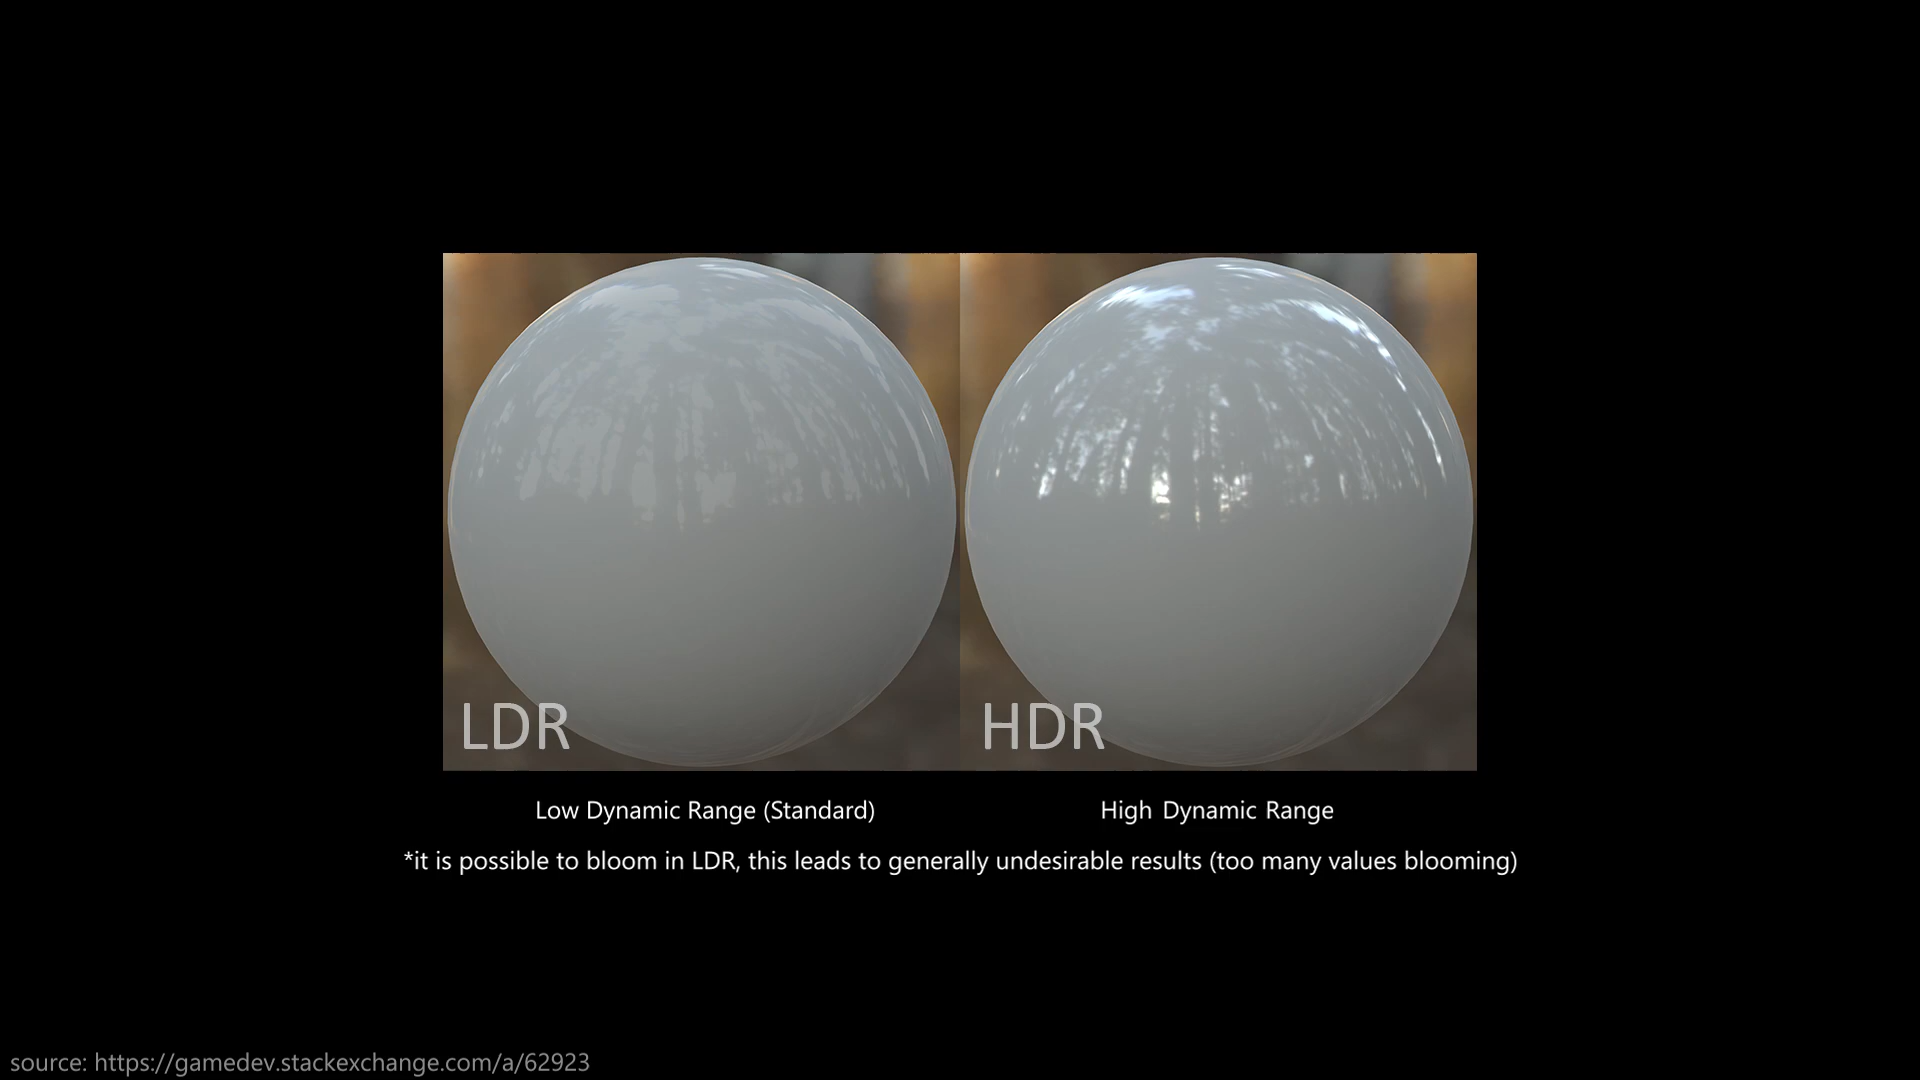 LDR
HDR
Low Dynamic Range (Standard)
High Dynamic Range
*it is possible to bloom in LDR, this leads to generally undesirable results (too many values blooming)
source: https://gamedev.stackexchange.com/a/62923